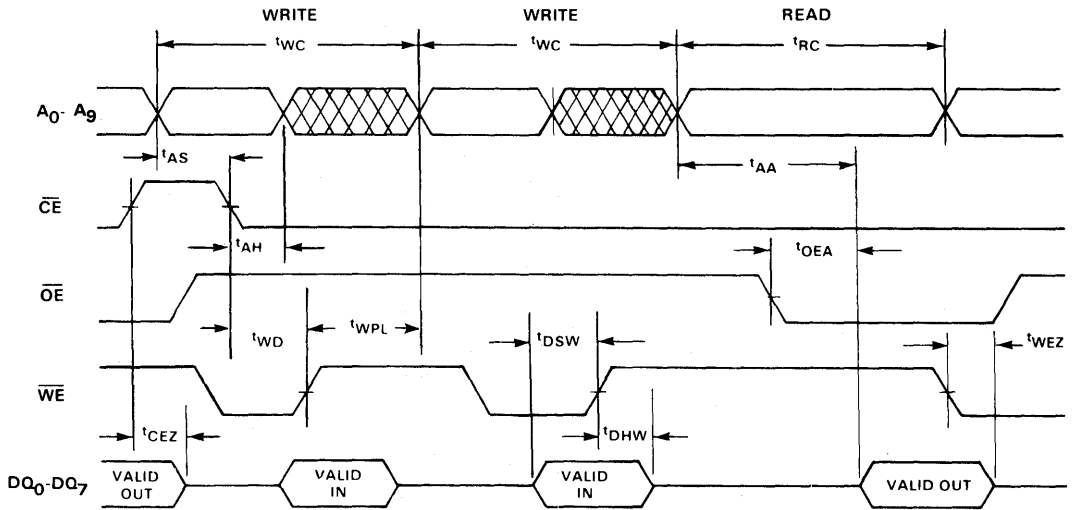 WRITE WRITE READ
tWC tWC tRC
A0- A9
tAS
tAA
CE
tAH
tOEA
OE
tWD tWPL tDSW tWEZ
WE
tCEZ tDHW
DQ0-DQ7 VALID OUT VALID IN VALID IN VALID OUT